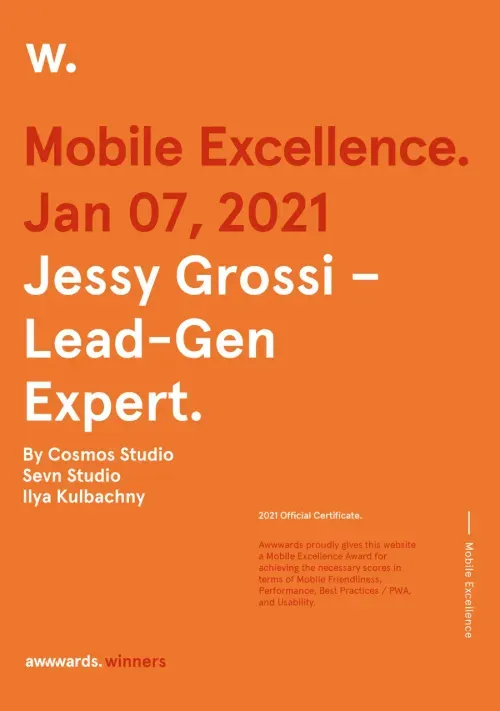 w.
Mobile Excellence.
Jan 07, 2021
Jessy Grossi –
Lead-Gen
Expert.
By Cosmos Studio
Sevn Studio
Ilya Kulbachny
2021 Official Certificate.
Awwwards proudly gives this website
a Mobile Excellence Award for
achieving the necessary scores in
terms of Mobile Friendliness,
Performance, Best Practices / PWA,
and Usability.
Mobile Excellence
awwwards.winners